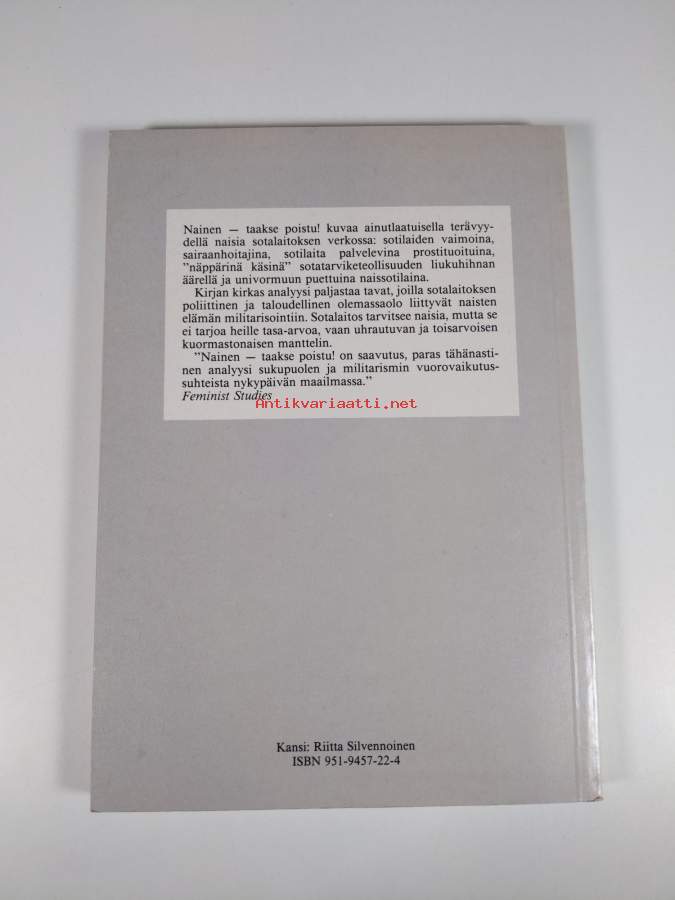 Nainen — taakse poistu! kuvaa ainutlaatuisella terävyy-
dellä naisia sotalaitoksen verkossa: sotilaiden vaimoina,
sairaanhoitajina, sotilaita palvelevina prostituoituina,
”näppärinä käsinä” sotatarviketeollisuuden liukuhihnan
äärellä ja univormuun puettuina naissotilaina.
Kirjan kirkas analyysi paljastaa tavat, joilla sotalaitoksen
poliittinen ja taloudellinen olemassaolo liittyvät naisten
elämän militarisointiin. Sotalaitos tarvitsee naisia, mutta se
ei tarjoa heille tasa-arvoa, vaan uhrautuvan ja toisarvoisen
kuormastonaisen manttelin.
”Nainen — taakse poistu! on saavutus, paras tähänasti-
nen analyysi sukupuolen ja militarismin vuorovaikutus-
suhteista nykypäivän maailmassa.”
Feminist Studies
Antikvariaatti.net
Kansi: Riitta Silvennoinen
ISBN 951-9457-22-4